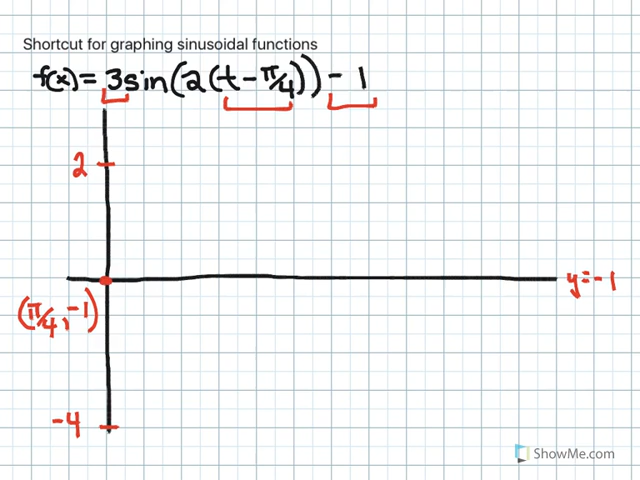 Shortcut for graphing sinusoidal functions
f(x) = 3sin(2(t − π/4)) − 1
2
y = −1
(π/4, −1)
−4
ShowMe.com